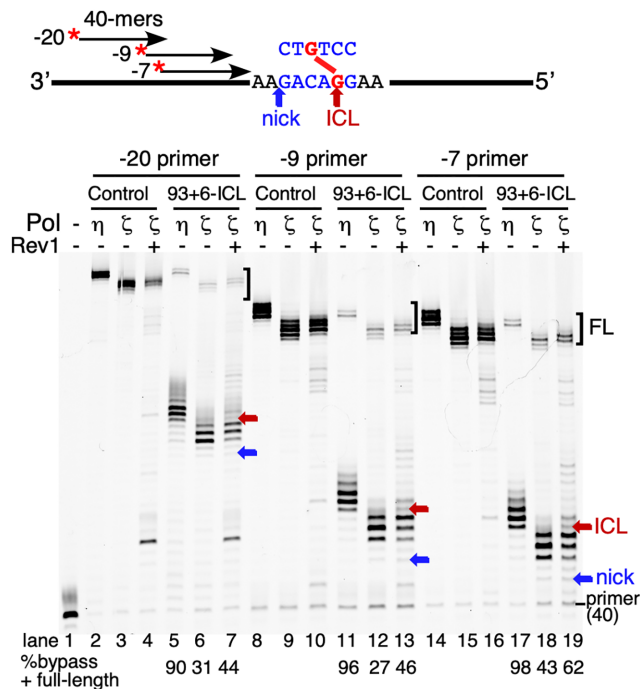 40-mers
-20 *
-9 *
-7 *
CTGTCC
3' AAGACAGGAA 5'
nick ICL
-20 primer -9 primer -7 primer
Control 93+6-ICL Control 93+6-ICL Control 93+6-ICL
Pol - η ζ ζ η ζ ζ η ζ ζ η ζ ζ η ζ ζ η ζ ζ
Rev1 - - - + - - + - - + - - + - - + - - +
FL
ICL
nick
primer
(40)
lane 1 2 3 4 5 6 7 8 9 10 11 12 13 14 15 16 17 18 19
%bypass
+ full-length 90 31 44 96 27 46 98 43 62